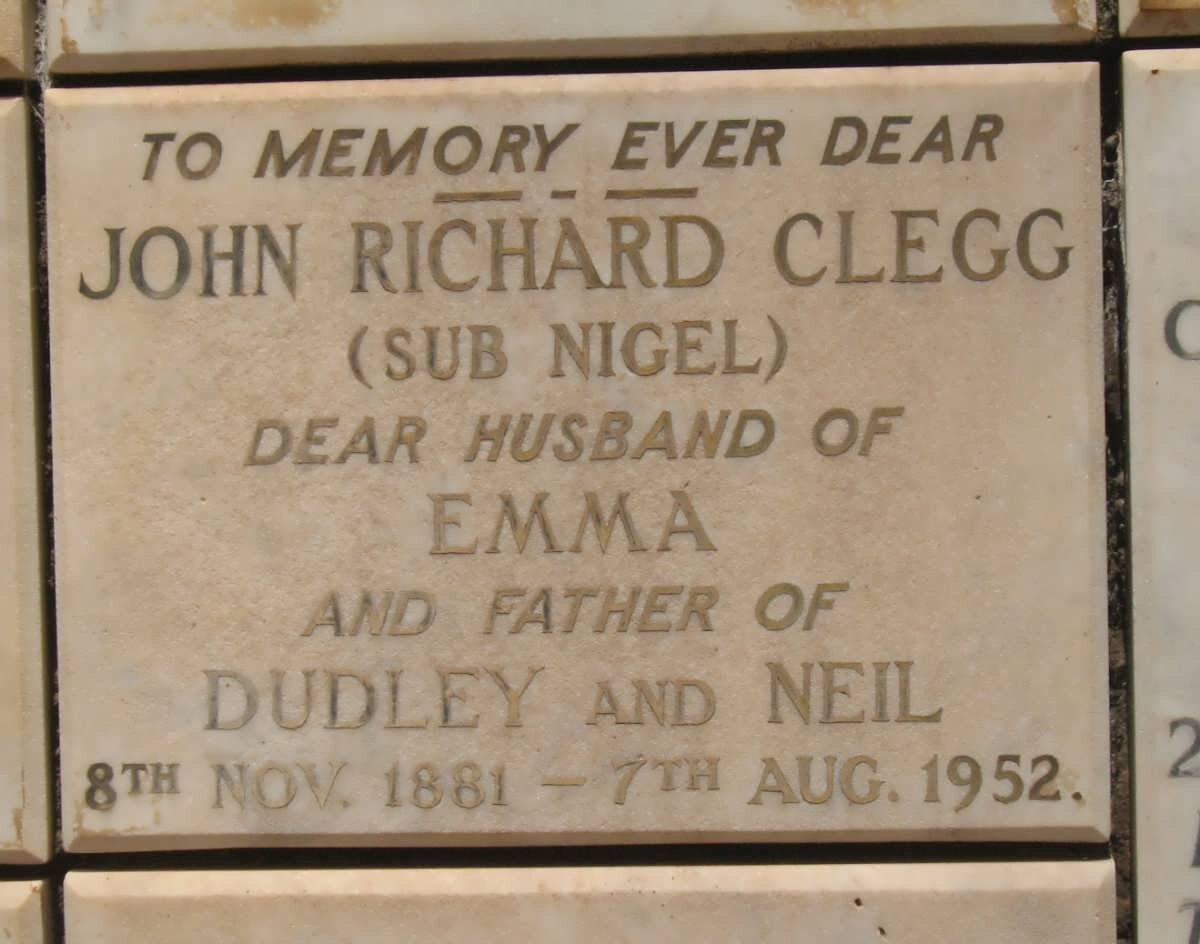 TO MEMORY EVER DEAR
JOHN RICHARD CLEGG
(SUB NIGEL)
DEAR HUSBAND OF
EMMA
AND FATHER OF
DUDLEY AND NEIL
8TH NOV. 1881 – 7TH AUG. 1952.